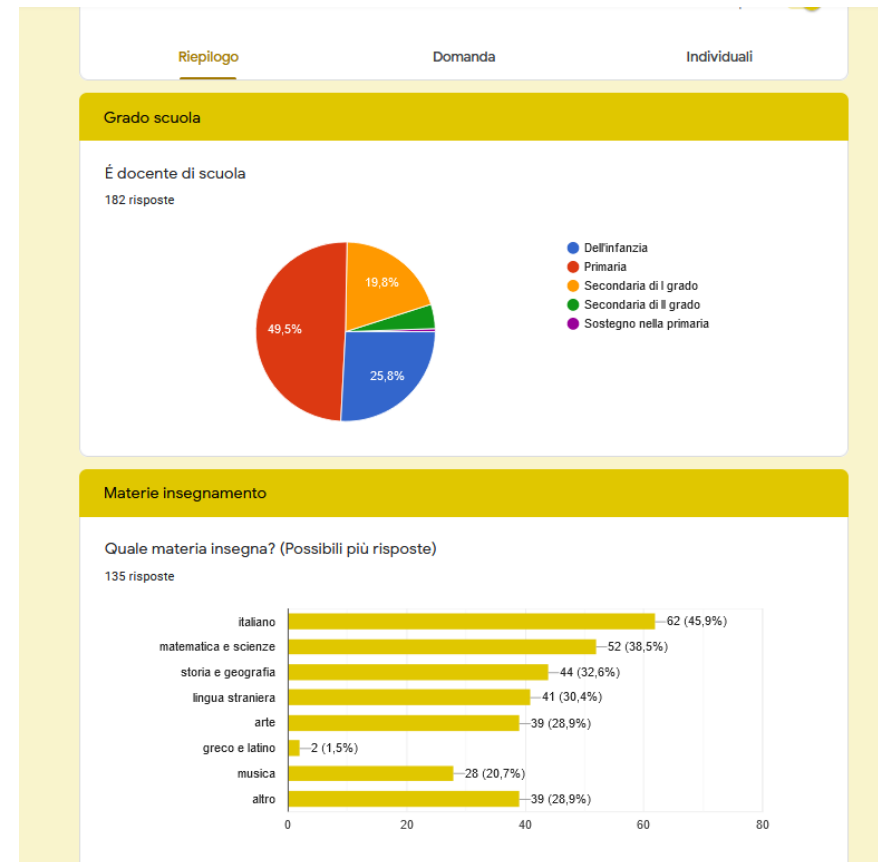 Riepilogo Domanda Individuali
Grado scuola
É docente di scuola
182 risposte
19,8%
49,5%
25,8%
Dell'infanzia
Primaria
Secondaria di I grado
Secondaria di II grado
Sostegno nella primaria
Materie insegnamento
Quale materia insegna? (Possibili più risposte)
135 risposte
italiano 62 (45,9%)
matematica e scienze 52 (38,5%)
storia e geografia 44 (32,6%)
lingua straniera 41 (30,4%)
arte 39 (28,9%)
greco e latino 2 (1,5%)
musica 28 (20,7%)
altro 39 (28,9%)
0 20 40 60 80